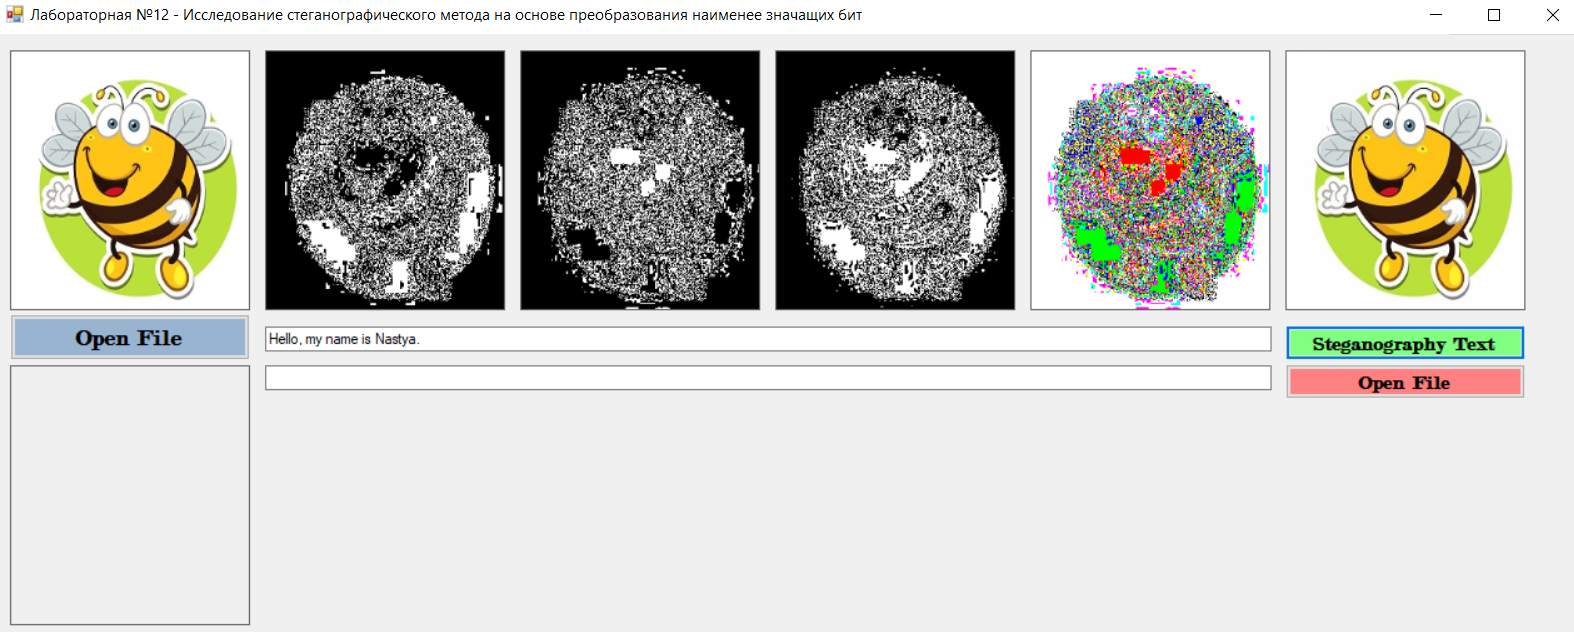 Лабораторная №12 - Исследование стеганографического метода на основе преобразования наименее значащих бит
Open File
Hello, my name is Nastya.
Steganography Text
Open File